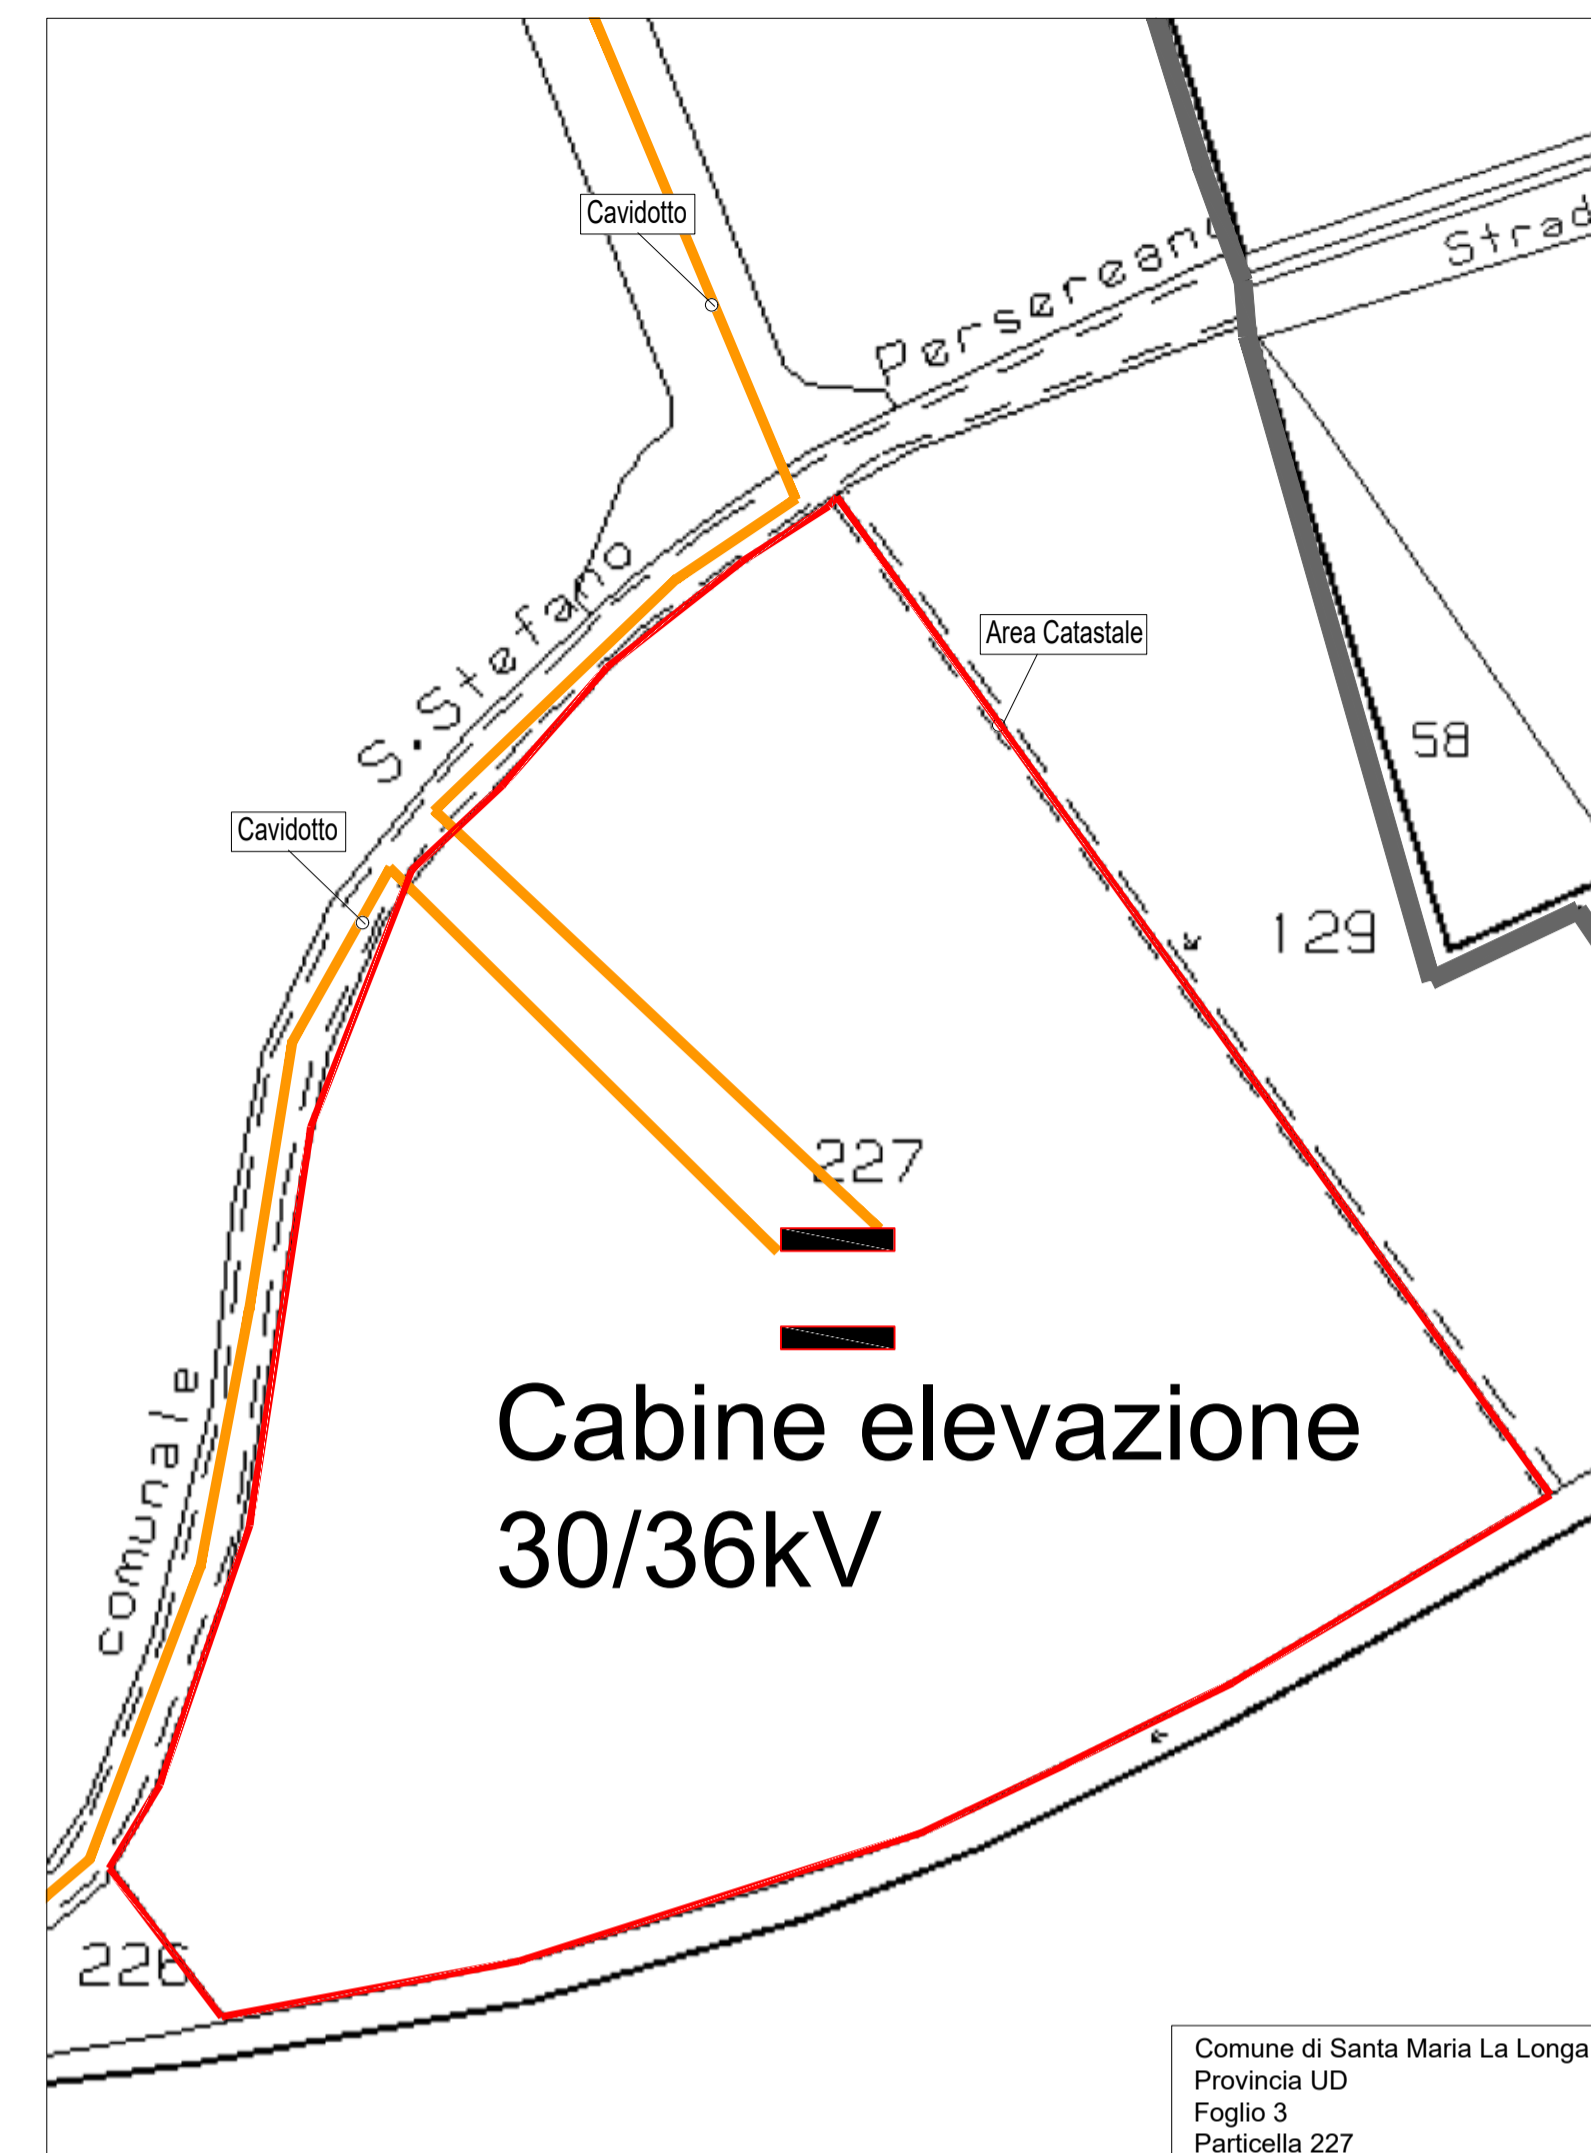 Cavidotto
Persereano
Strad
S.Stefano
Area Catastale
58
Cavidotto
129
227
Cabine elevazione
30/36kV
comunale
226
Comune di Santa Maria La Longa
Provincia UD
Foglio 3
Particella 227